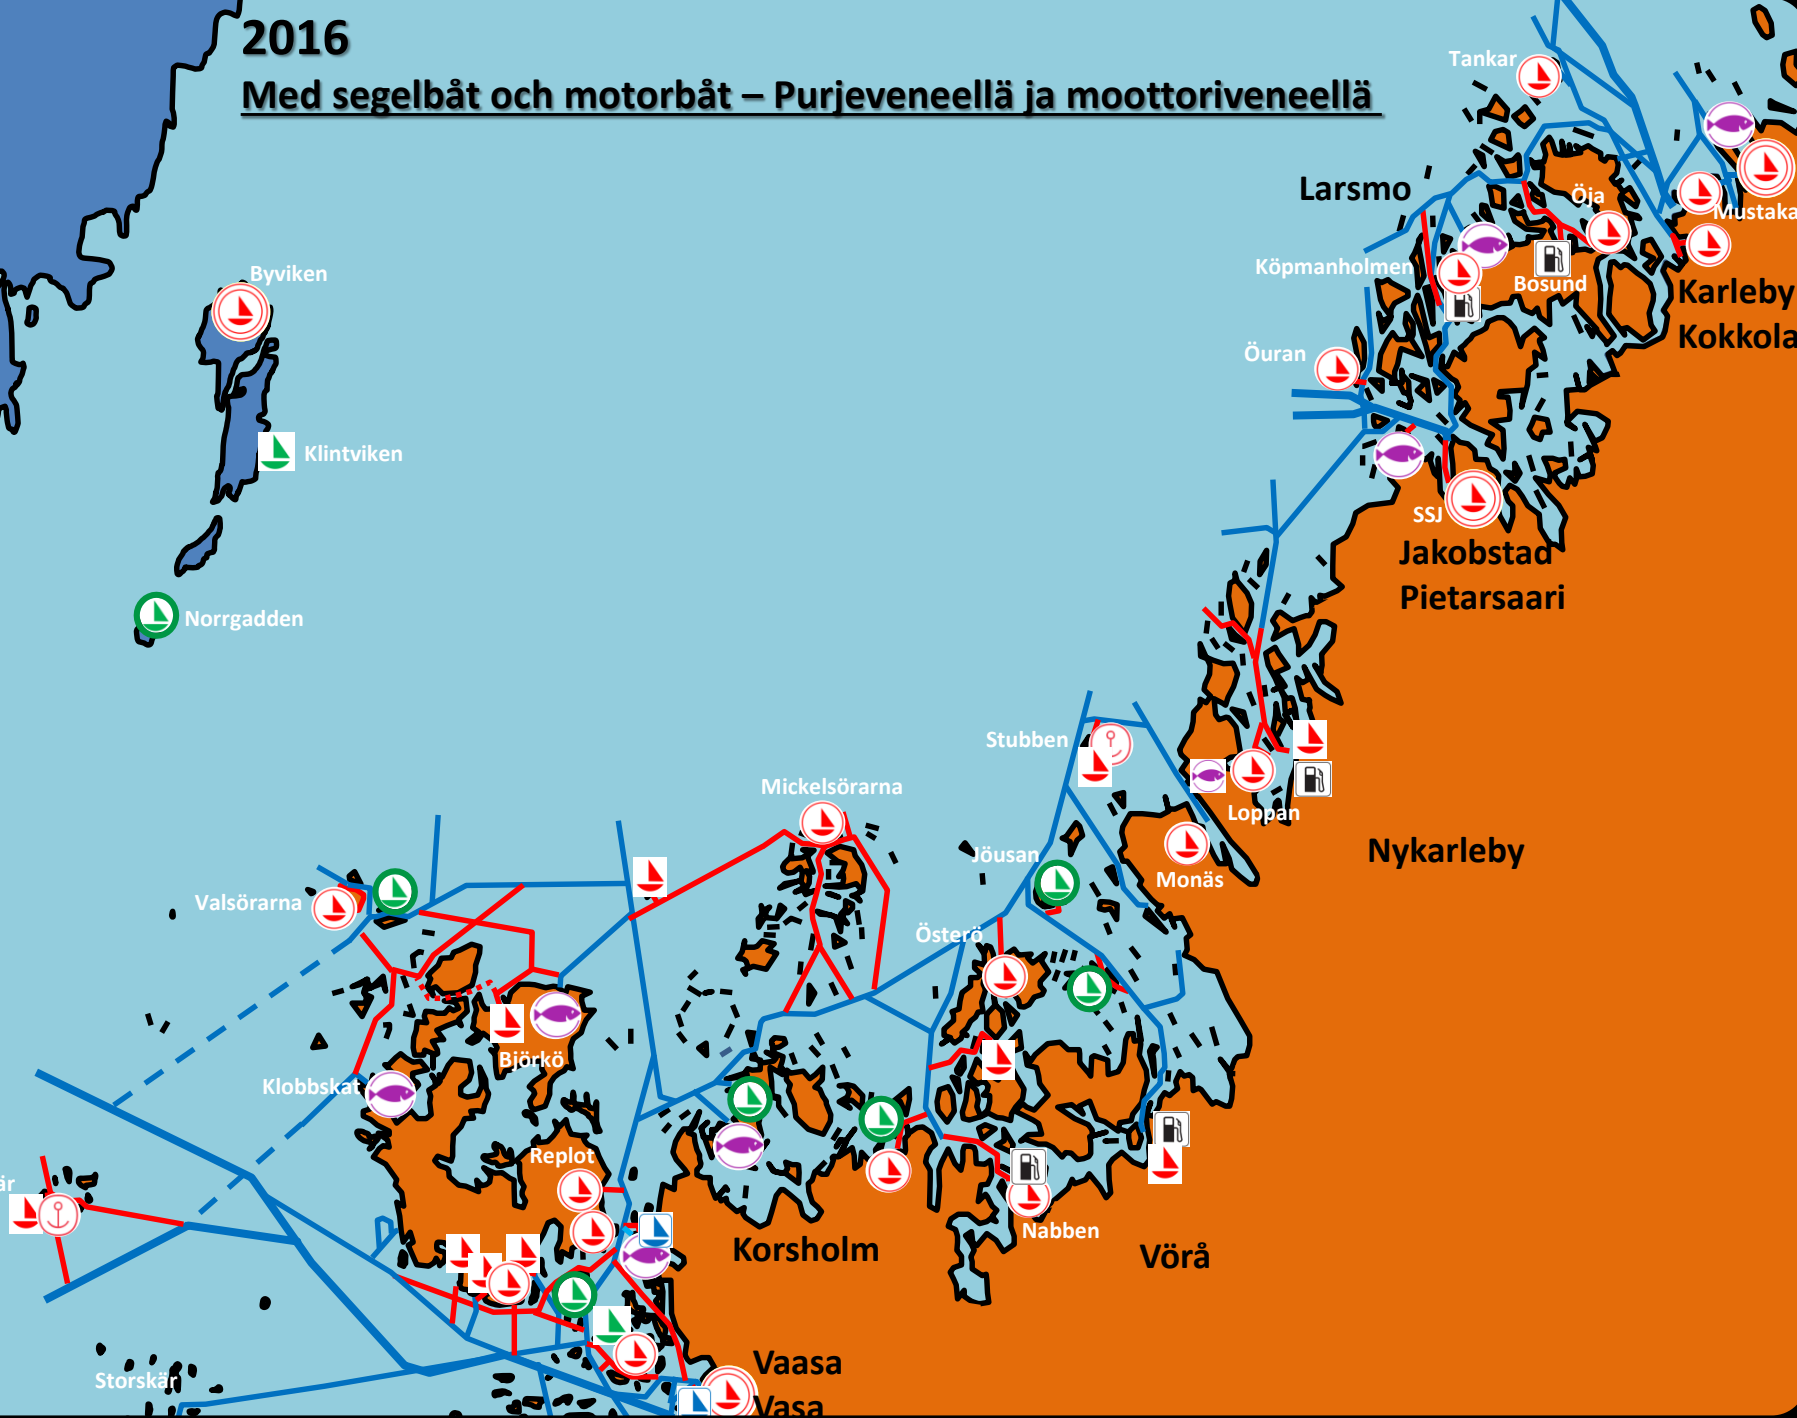 2016
Med segelbåt och motorbåt – Purjeveneellä ja moottoriveneellä
Tankar
Larsmo
Öja
Mustaka
Byviken
Köpmanholmen
Bosund
Karleby
Kokkola
Öuran
Klintviken
SSJ
Jakobstad
Pietarsaari
Norrgadden
Stubben
Mickelsörarna
Loppan
Nykarleby
Jöusan
Monäs
Valsörarna
Österö
Björkö
Klobbskat
Replot
är
Nabben
Korsholm
Vörå
Vaasa
Storskär
Vasa